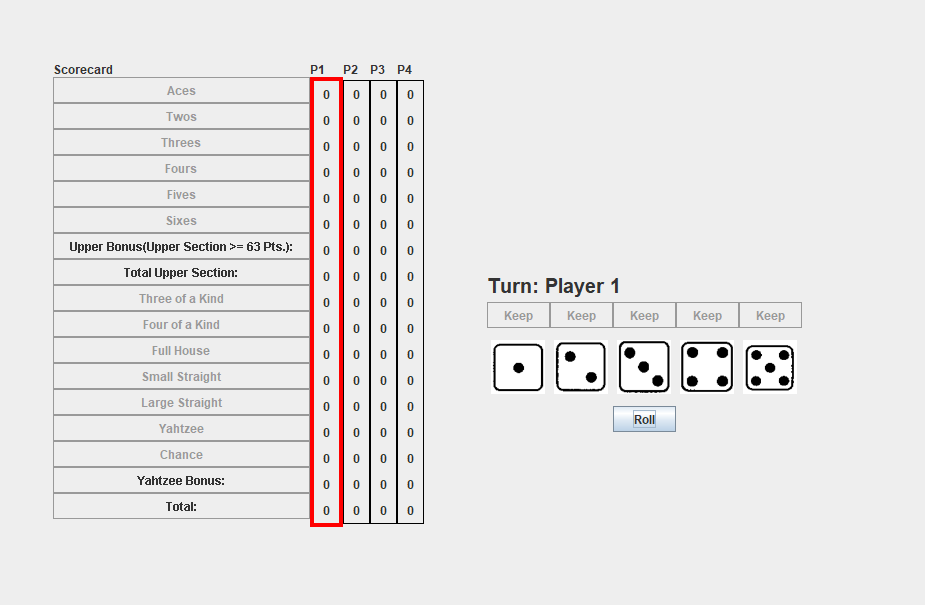 Scorecard P1 P2 P3 P4
Aces 0 0 0 0
Twos 0 0 0 0
Threes 0 0 0 0
Fours 0 0 0 0
Fives 0 0 0 0
Sixes 0 0 0 0
Upper Bonus(Upper Section >= 63 Pts.): 0 0 0 0
Total Upper Section: 0 0 0 0
Three of a Kind 0 0 0 0
Four of a Kind 0 0 0 0
Full House 0 0 0 0
Small Straight 0 0 0 0
Large Straight 0 0 0 0
Yahtzee 0 0 0 0
Chance 0 0 0 0
Yahtzee Bonus: 0 0 0 0
Total: 0 0 0 0
Turn: Player 1
Keep Keep Keep Keep Keep
Roll